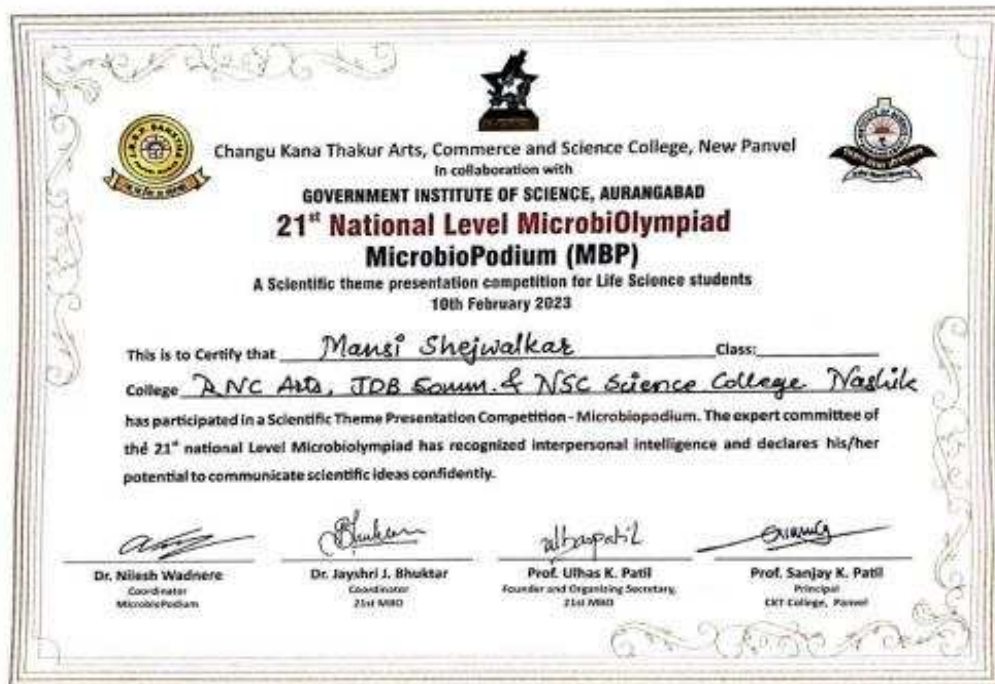 Changu Kana Thakur Arts, Commerce and Science College, New Panvel
In collaboration with
GOVERNMENT INSTITUTE OF SCIENCE, AURANGABAD
21st National Level MicrobiOlympiad
MicrobioPodium (MBP)
A Scientific theme presentation competition for Life Science students
10th February 2023
This is to Certify that Mansi Shejwalkar Class:
College RNC Arts, JDB Comm. & NSC Science College Nashik
has participated in a Scientific Theme Presentation Competition - Microbiopodium. The expert committee of
the 21st national Level Microbiolympiad has recognized interpersonal intelligence and declares his/her
potential to communicate scientific ideas confidently.
Dr. Nilesh Wadnere
Coordinator
MicrobioPodium
Dr. Jayshri J. Bhuktar
Coordinator
21st MBO
Prof. Ulhas K. Patil
Founder and Organizing Secretary,
21st MBO
Prof. Sanjay K. Patil
Principal
CKT College, Panvel